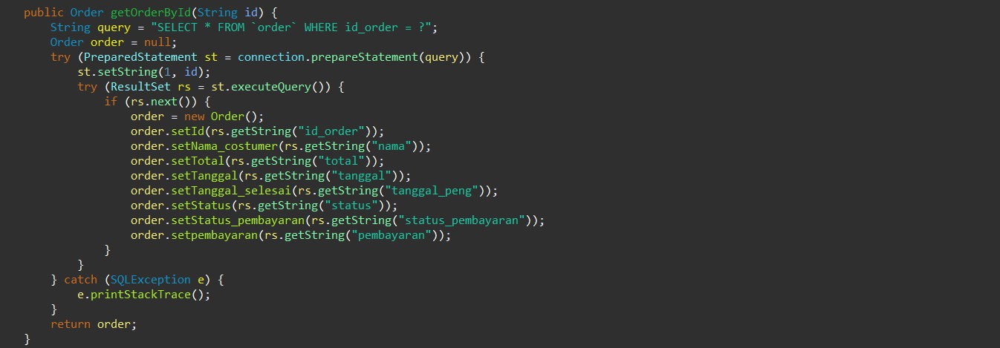 public Order getOrderById(String id) {
    String query = "SELECT * FROM `order` WHERE id_order = ?";
    Order order = null;
    try (PreparedStatement st = connection.prepareStatement(query)) {
        st.setString(1, id);
        try (ResultSet rs = st.executeQuery()) {
            if (rs.next()) {
                order = new Order();
                order.setId(rs.getString("id_order"));
                order.setNama_costumer(rs.getString("nama"));
                order.setTotal(rs.getString("total"));
                order.setTanggal(rs.getString("tanggal"));
                order.setTanggal_selesai(rs.getString("tanggal_peng"));
                order.setStatus(rs.getString("status"));
                order.setStatus_pembayaran(rs.getString("status_pembayaran"));
                order.setpembayaran(rs.getString("pembayaran"));
            }
        }
    } catch (SQLException e) {
        e.printStackTrace();
    }
    return order;
}